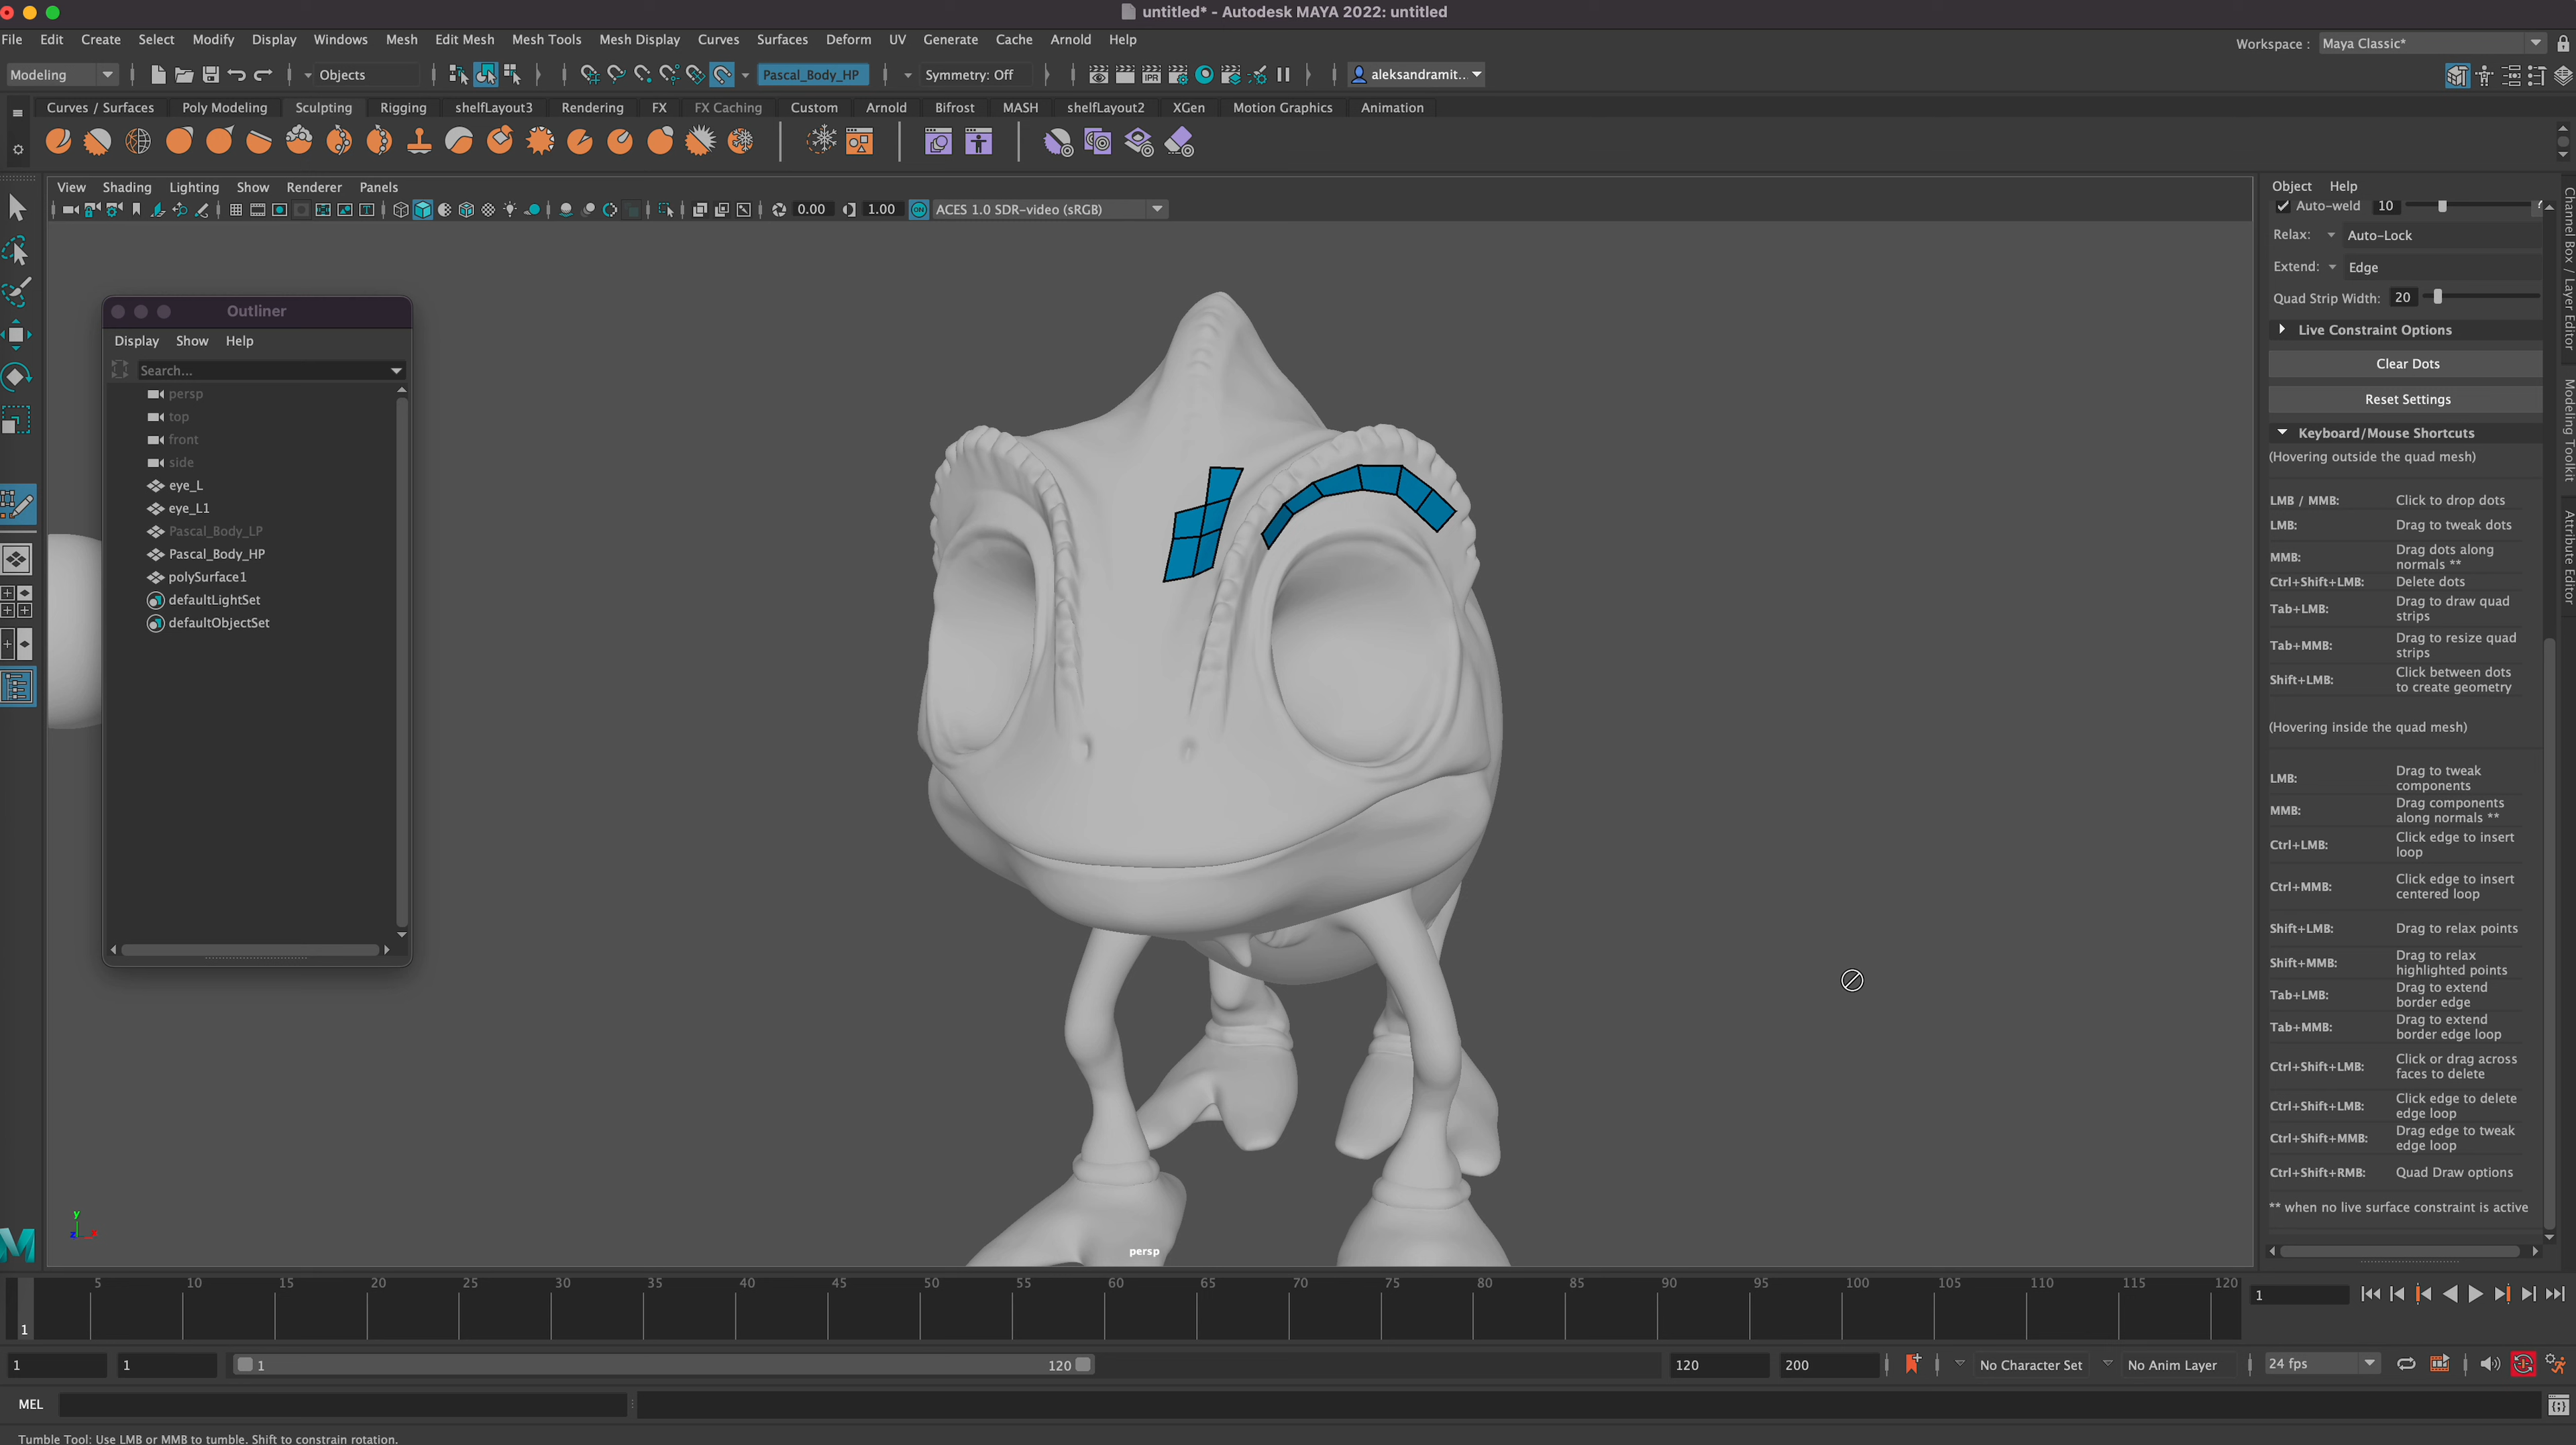 untitled* - Autodesk MAYA 2022: untitled
File Edit Create Select Modify Display Windows Mesh Edit Mesh Mesh Tools Mesh Display Curves Surfaces Deform UV Generate Cache Arnold Help
Workspace : Maya Classic*
Modeling Objects Pascal_Body_HP Symmetry: Off IPR aleksandramit...
Curves / Surfaces Poly Modeling Sculpting Rigging shelfLayout3 Rendering FX FX Caching Custom Arnold Bifrost MASH shelfLayout2 XGen Motion Graphics Animation
View Shading Lighting Show Renderer Panels
0.00 1.00 ON ACES 1.0 SDR-video (sRGB)
Outliner
Display Show Help
Search...
persp
top
front
side
eye_L
eye_L1
Pascal_Body_LP
Pascal_Body_HP
polySurface1
defaultLightSet
defaultObjectSet
y
z x
persp
Object Help
Auto-weld 10
Relax: Auto-Lock
Extend: Edge
Quad Strip Width: 20
Live Constraint Options
Clear Dots
Reset Settings
Keyboard/Mouse Shortcuts
(Hovering outside the quad mesh)
LMB / MMB: Click to drop dots
LMB: Drag to tweak dots
MMB: Drag dots along
normals **
Ctrl+Shift+LMB: Delete dots
Tab+LMB: Drag to draw quad
strips
Tab+MMB: Drag to resize quad
strips
Shift+LMB: Click between dots
to create geometry
(Hovering inside the quad mesh)
LMB: Drag to tweak
components
MMB: Drag components
along normals **
Ctrl+LMB: Click edge to insert
loop
Ctrl+MMB: Click edge to insert
centered loop
Shift+LMB: Drag to relax points
Shift+MMB: Drag to relax
highlighted points
Tab+LMB: Drag to extend
border edge
Tab+MMB: Drag to extend
border edge loop
Ctrl+Shift+LMB: Click or drag across
faces to delete
Ctrl+Shift+LMB: Click edge to delete
edge loop
Ctrl+Shift+MMB: Drag edge to tweak
edge loop
Ctrl+Shift+RMB: Quad Draw options
** when no live surface constraint is active
Channel Box / Layer Editor
Modeling Toolkit
Attribute Editor
M
5 10 15 20 25 30 35 40 45 50 55 60 65 70 75 80 85 90 95 100 105 110 115 120
1
1
1 1 1 120 120 200 No Character Set No Anim Layer 24 fps
MEL
Tumble Tool: Use LMB or MMB to tumble. Shift to constrain rotation.